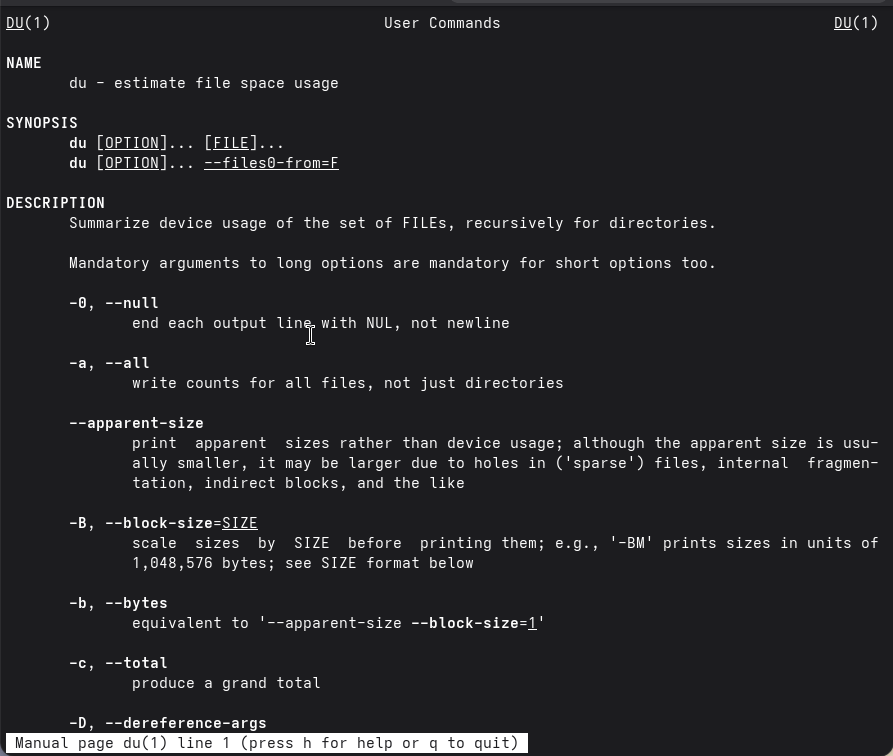 DU(1) User Commands DU(1)
NAME
du - estimate file space usage
SYNOPSIS
du [OPTION]... [FILE]...
du [OPTION]... --files0-from=F
DESCRIPTION
Summarize device usage of the set of FILEs, recursively for directories.
Mandatory arguments to long options are mandatory for short options too.
-0, --null
end each output line with NUL, not newline
-a, --all
write counts for all files, not just directories
--apparent-size
print apparent sizes rather than device usage; although the apparent size is usu-
ally smaller, it may be larger due to holes in ('sparse') files, internal fragmen-
tation, indirect blocks, and the like
-B, --block-size=SIZE
scale sizes by SIZE before printing them; e.g., '-BM' prints sizes in units of
1,048,576 bytes; see SIZE format below
-b, --bytes
equivalent to '--apparent-size --block-size=1'
-c, --total
produce a grand total
-D, --dereference-args
Manual page du(1) line 1 (press h for help or q to quit)